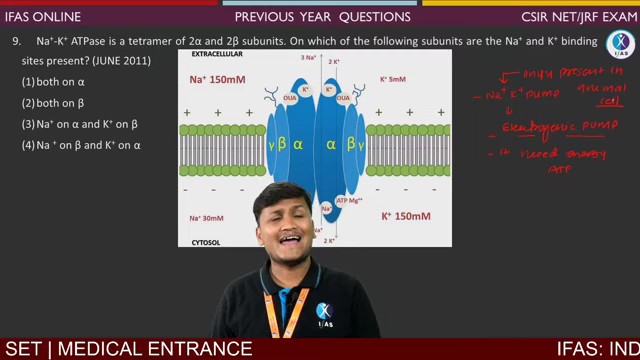 IFAS ONLINE
PREVIOUS YEAR QUESTIONS
CSIR NET/JRF EXAM
9. Na⁺-K⁺ ATPase is a tetramer of 2α and 2β subunits. On which of the following subunits are the Na⁺ and K⁺ binding
sites present? (JUNE 2011)
(1) both on α
(2) both on β
(3) Na⁺ on α and K⁺ on β
(4) Na⁺ on β and K⁺ on α
EXTRACELLULAR
3 Na⁺
2 K⁺
Na⁺ 150mM
K⁺ 5mM
K⁺
K⁺
OUA
OUA
+ + + +
γ β α α β γ
- - - -
ATP Mg⁺⁺
Na⁺
Na⁺ 30mM
K⁺ 150mM
CYTOSOL
Na⁺
2 K⁺
only present in
animal
cell
- Na⁺ K⁺ pump
- Electrogenic pump
- It need energy
ATP
iFAS
iFAS
SET | MEDICAL ENTRANCE
IFAS: IND